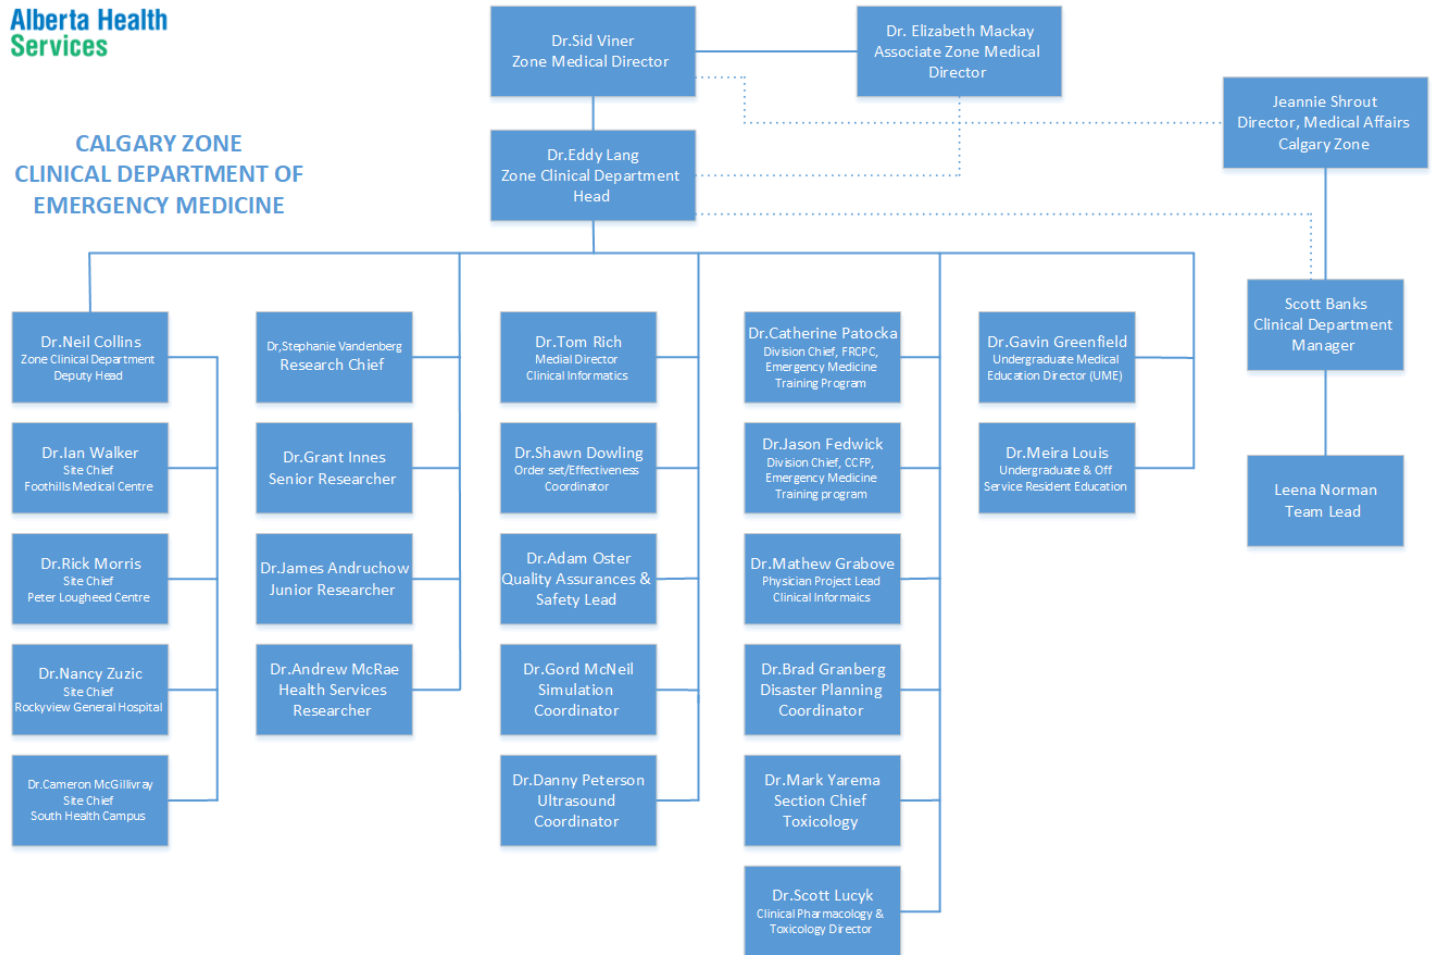 Alberta Health
Services
CALGARY ZONE
CLINICAL DEPARTMENT OF
EMERGENCY MEDICINE
Dr.Sid Viner
Zone Medical Director
Dr. Elizabeth Mackay
Associate Zone Medical
Director
Jeannie Shrout
Director, Medical Affairs
Calgary Zone
Dr.Eddy Lang
Zone Clinical Department
Head
Scott Banks
Clinical Department
Manager
Leena Norman
Team Lead
Dr.Neil Collins
Zone Clinical Department
Deputy Head
Dr.Ian Walker
Site Chief
Foothills Medical Centre
Dr.Rick Morris
Site Chief
Peter Lougheed Centre
Dr.Nancy Zuzic
Site Chief
Rockyview General Hospital
Dr.Cameron McGillivray
Site Chief
South Health Campus
Dr,Stephanie Vandenberg
Research Chief
Dr.Grant Innes
Senior Researcher
Dr.James Andruchow
Junior Researcher
Dr.Andrew McRae
Health Services
Researcher
Dr.Tom Rich
Medial Director
Clinical Informatics
Dr.Shawn Dowling
Order set/Effectiveness
Coordinator
Dr.Adam Oster
Quality Assurances &
Safety Lead
Dr.Gord McNeil
Simulation
Coordinator
Dr.Danny Peterson
Ultrasound
Coordinator
Dr.Catherine Patocka
Division Chief, FRCPC,
Emergency Medicine
Training Program
Dr.Jason Fedwick
Division Chief, CCFP,
Emergency Medicine
Training program
Dr.Mathew Grabove
Physician Project Lead
Clinical Informaics
Dr.Brad Granberg
Disaster Planning
Coordinator
Dr.Mark Yarema
Section Chief
Toxicology
Dr.Scott Lucyk
Clinical Pharmacology &
Toxicology Director
Dr.Gavin Greenfield
Undergraduate Medical
Education Director (UME)
Dr.Meira Louis
Undergraduate & Off
Service Resident Education